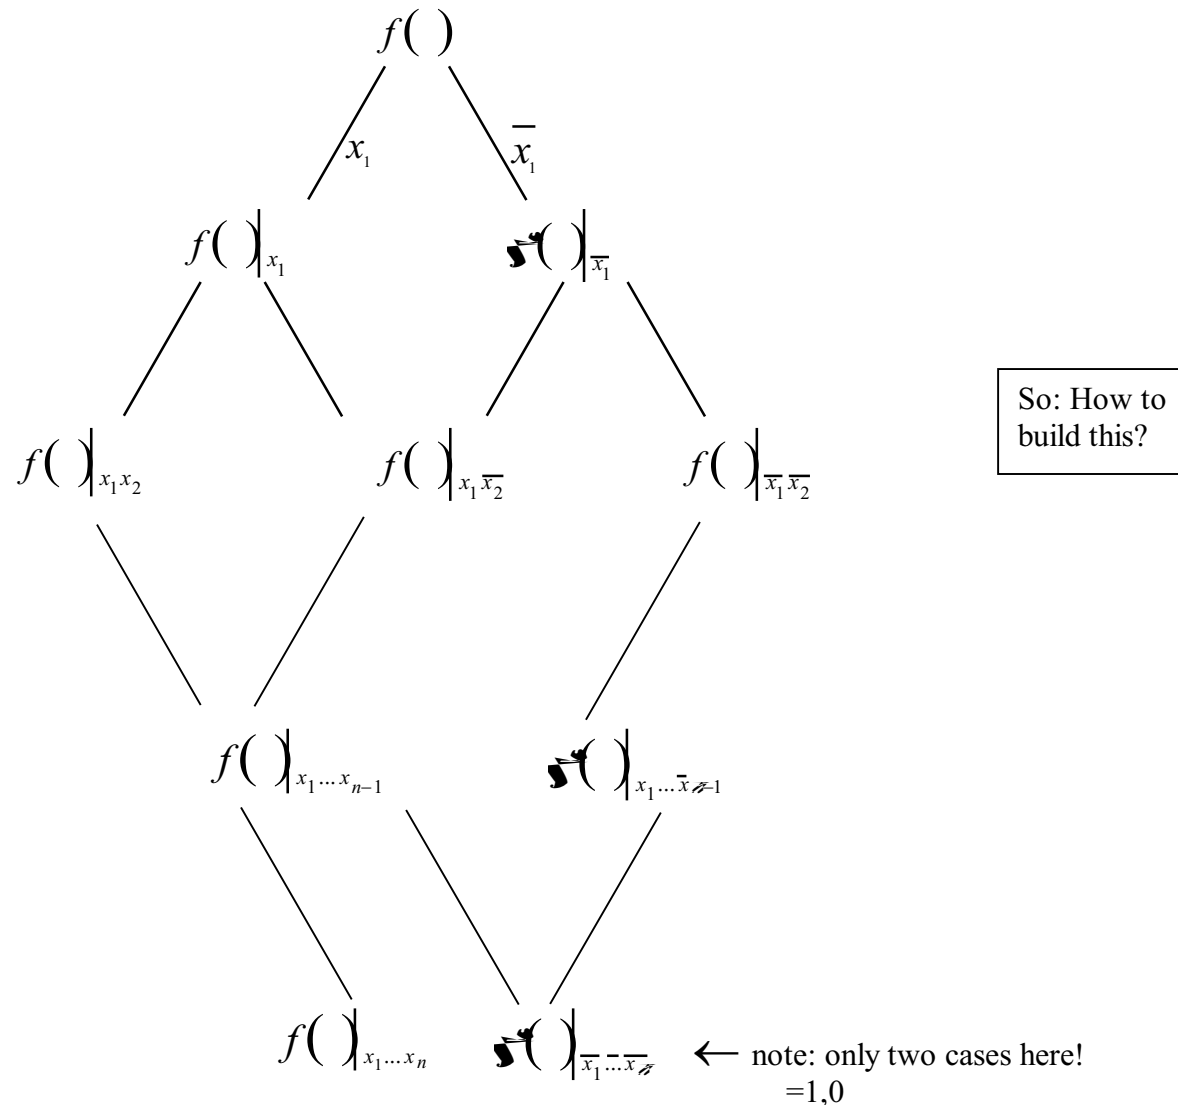 f( )
x₁ x̅₁
f( )|x₁ ( )|x̅₁
f( )|x₁x₂ f( )|x₁x̅₂ f( )|x̅₁x̅₂
So: How to
build this?
f( )|x₁...xₙ₋₁ ( )|x₁...x̅ −1
f( )|x₁...xₙ ( )|x̅₁...x̅ ← note: only two cases here!
=1,0